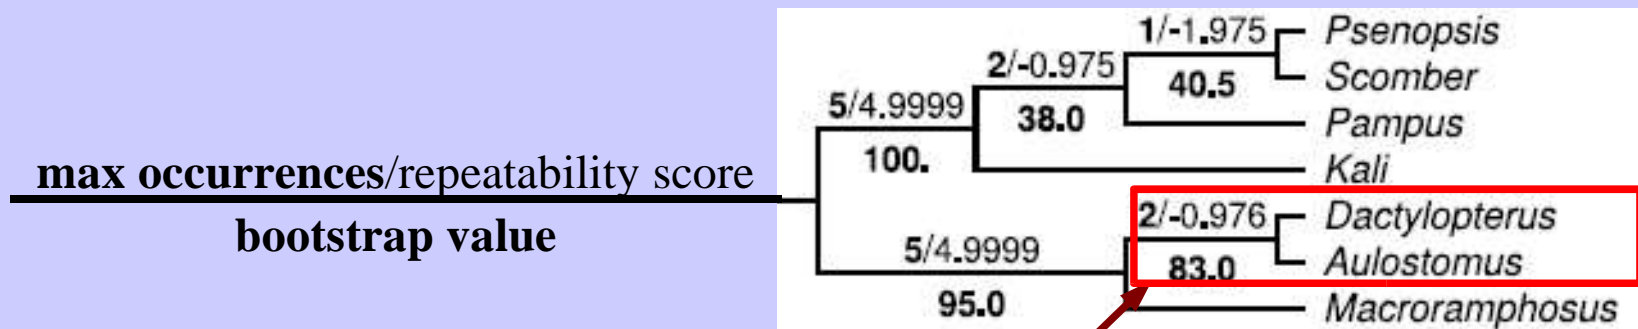 1/-1.975
Psenopsis
2/-0.975
Scomber
40.5
5/4.9999
38.0
Pampus
100.
Kali
max occurrences/repeatability score
bootstrap value
2/-0.976
Dactylopterus
5/4.9999
83.0
Aulostomus
95.0
Macroramphosus